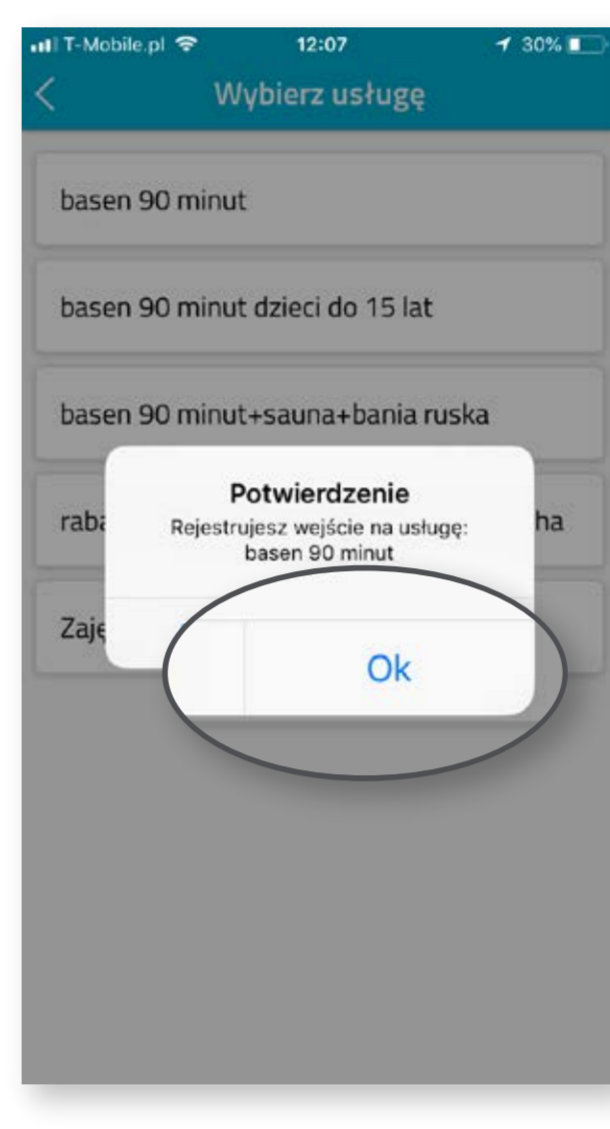 T-Mobile.pl 12:07 30%
Wybierz usługę
basen 90 minut
basen 90 minut dzieci do 15 lat
basen 90 minut+sauna+bania ruska
Potwierdzenie
Rejestrujesz wejście na usługę:
basen 90 minut
Ok